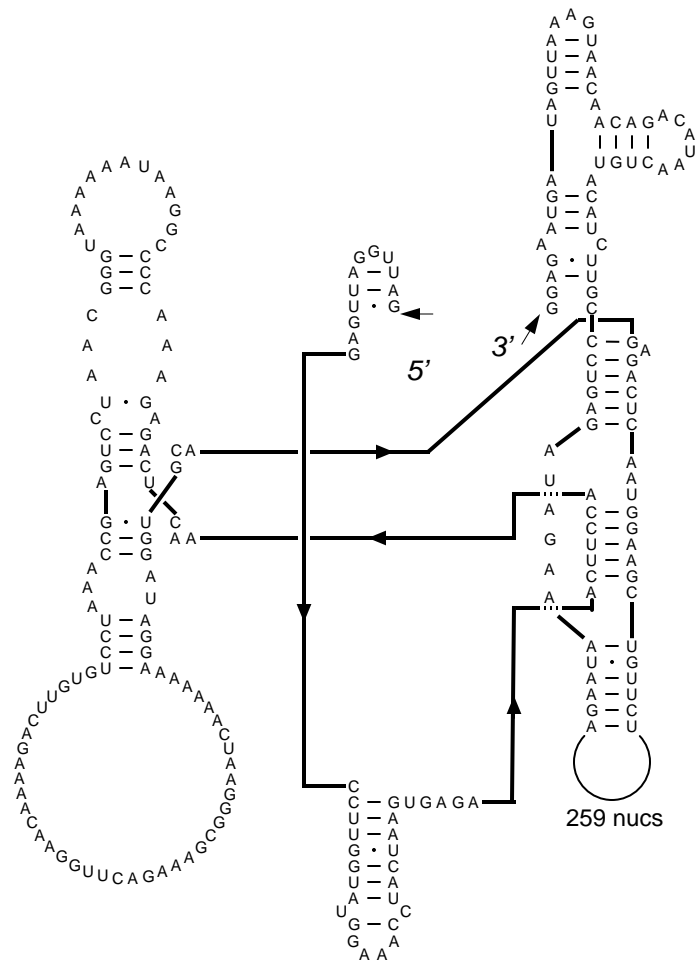 A A G
A U
U A
U A
G C
A A
U A C A G A C A U A
U G U C A A
A A
G C
U A
A U
A C
G U
A U
G G
G C
3'
5'
G G U
A U
U A
U G
G
A
G
A A A A U A
A A
A G
A G
U C
G C
G C
G C
C A
A A
A A
U G
C A
C G
U A
G C
A U
C A
G
G U C
C G A A
C G
A A
A U
A A
U A
C G
C G
U A
G U G U U C A G A A A A C A A G G U U C A G A A A G C G G G A A U C A A A A A A
C G A
C G
U A
G C
A U
G C
A
U
A
G
A
A
A
C
C
U
U
C
A
A A U G G A A G C
A U
U G
A U
A U
G C
A U
259 nucs
C
C G U G A G A
U A
U A
G U
G C
U A
A U
U C
G C
G A
A A